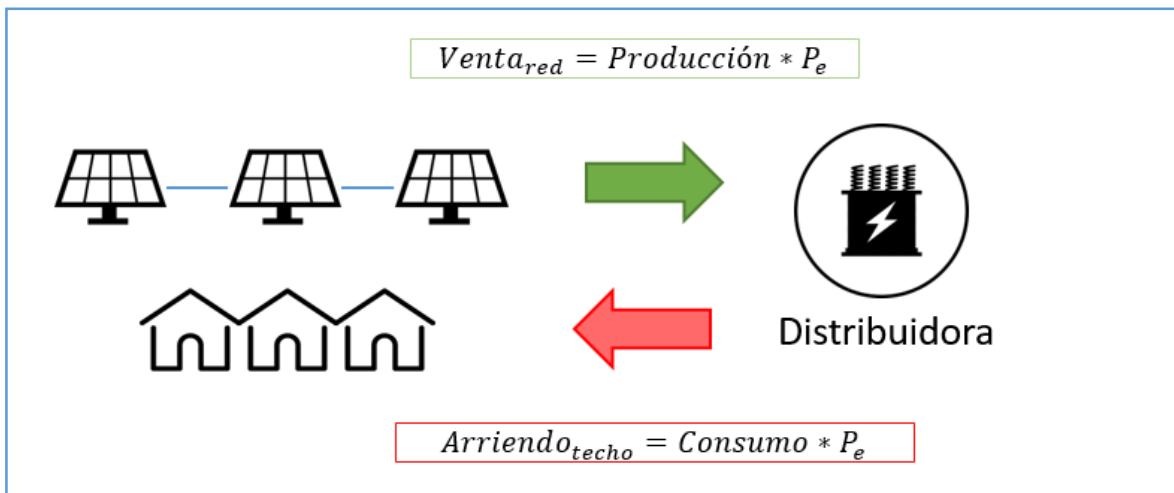 Venta_red = Producción * P_e
Distribuidora
Arriendo_techo = Consumo * P_e